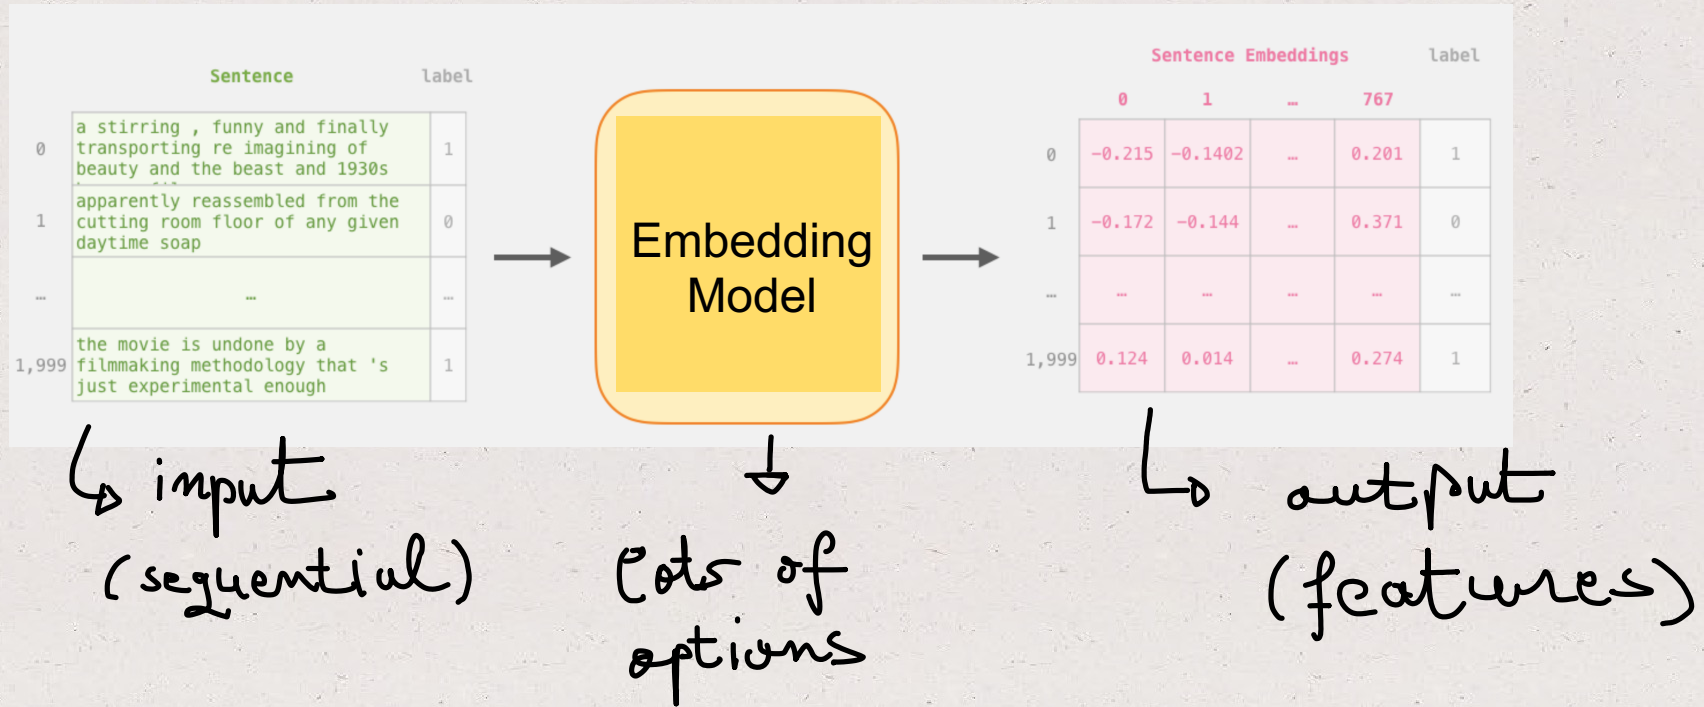 Sentence label
0 a stirring , funny and finally
transporting re imagining of
beauty and the beast and 1930s
1
1 apparently reassembled from the
cutting room floor of any given
daytime soap
0
… … …
1,999 the movie is undone by a
filmmaking methodology that 's
just experimental enough
1
Embedding
Model
Sentence Embeddings label
0 1 … 767
0 -0.215 -0.1402 … 0.201 1
1 -0.172 -0.144 … 0.371 0
… … … … … …
1,999 0.124 0.014 … 0.274 1
input
(sequential)
Lots of
options
output
(features)